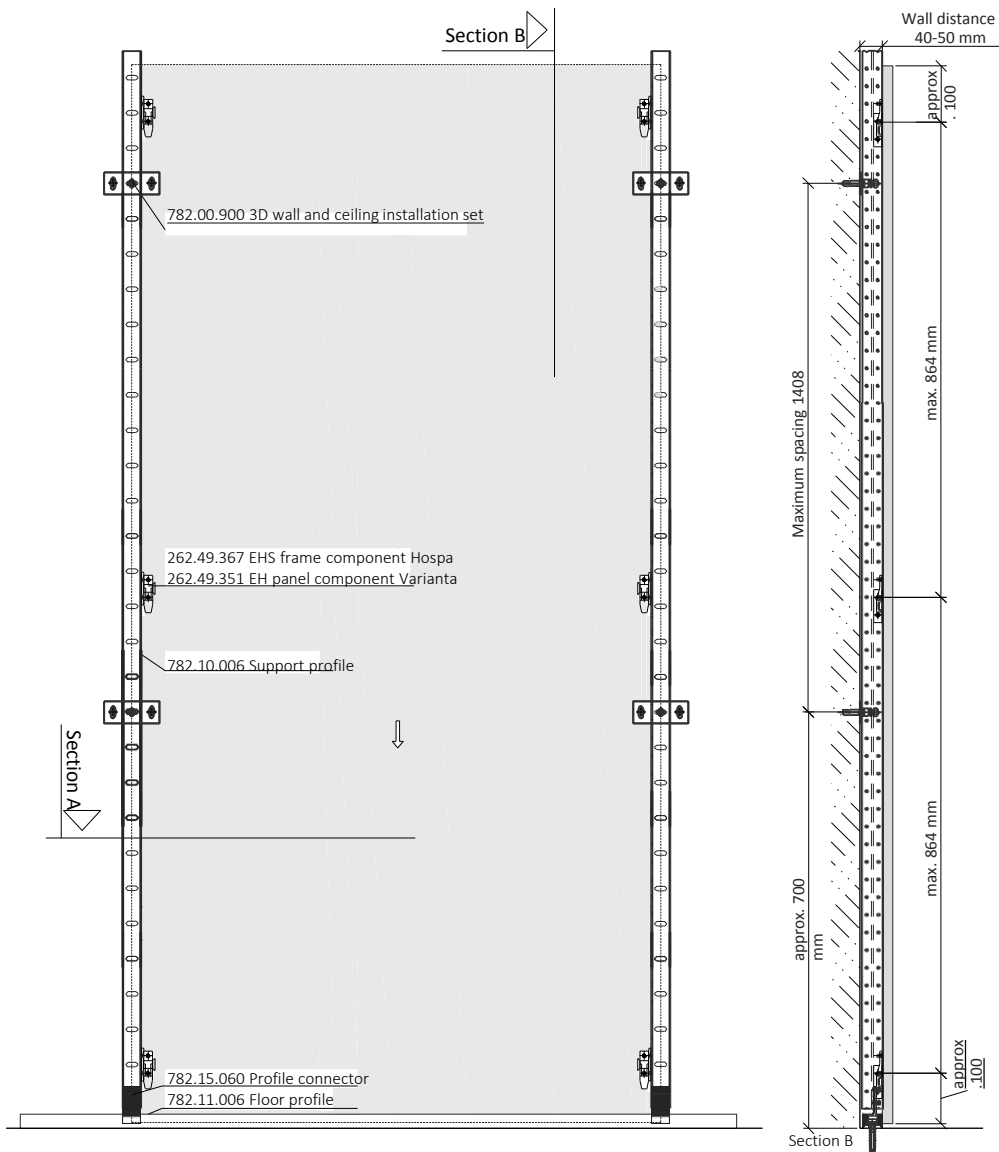 Section B
Wall distance
40-50 mm
approx
.100
782.00.900 3D wall and ceiling installation set
max. 864 mm
Maximum spacing 1408
262.49.367 EHS frame component Hospa
262.49.351 EH panel component Varianta
782.10.006 Support profile
Section A
max. 864 mm
approx. 700
mm
approx
.100
782.15.060 Profile connector
782.11.006 Floor profile
Section B